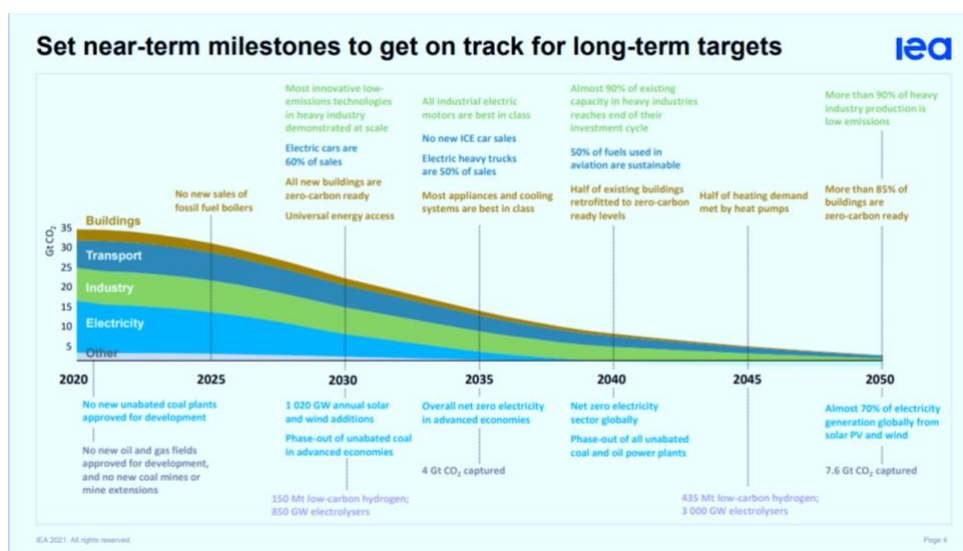 Set near-term milestones to get on track for long-term targets
iea
Most innovative low-
emissions technologies
in heavy industry
demonstrated at scale
Electric cars are
60% of sales
All new buildings are
zero-carbon ready
Universal energy access
All industrial electric
motors are best in class
No new ICE car sales
Electric heavy trucks
are 50% of sales
Most appliances and cooling
systems are best in class
Almost 90% of existing
capacity in heavy industries
reaches end of their
investment cycle
50% of fuels used in
aviation are sustainable
Half of existing buildings
retrofitted to zero-carbon
ready levels
More than 90% of heavy
industry production is
low emissions
No new sales of
fossil fuel boilers
Half of heating demand
met by heat pumps
More than 85% of
buildings are
zero-carbon ready
Gt CO₂
35
30
25
20
15
10
5
Buildings
Transport
Industry
Electricity
Other
2020
2025
2030
2035
2040
2045
2050
No new unabated coal plants
approved for development
No new oil and gas fields
approved for development,
and no new coal mines or
mine extensions
1 020 GW annual solar
and wind additions
Phase-out of unabated coal
in advanced economies
150 Mt low-carbon hydrogen;
850 GW electrolysers
Overall net zero electricity
in advanced economies
4 Gt CO₂ captured
Net zero electricity
sector globally
Phase-out of all unabated
coal and oil power plants
435 Mt low-carbon hydrogen;
3 000 GW electrolysers
Almost 70% of electricity
generation globally from
solar PV and wind
7.6 Gt CO₂ captured
IEA 2021. All rights reserved.
Page 4